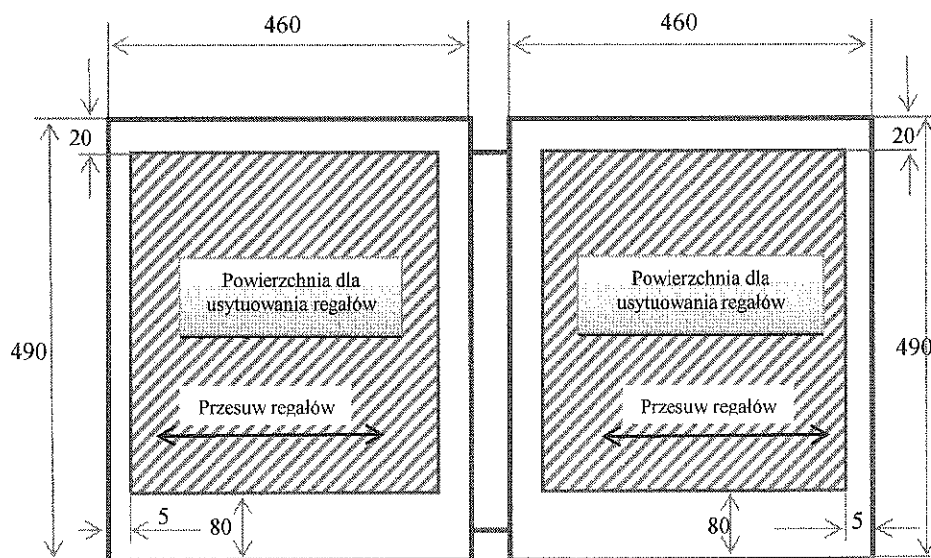 460
460
20
20
Powierzchnia dla
usytuowania regałów
Powierzchnia dla
usytuowania regałów
490
490
Przesuw regałów
Przesuw regałów
5
80
80
5